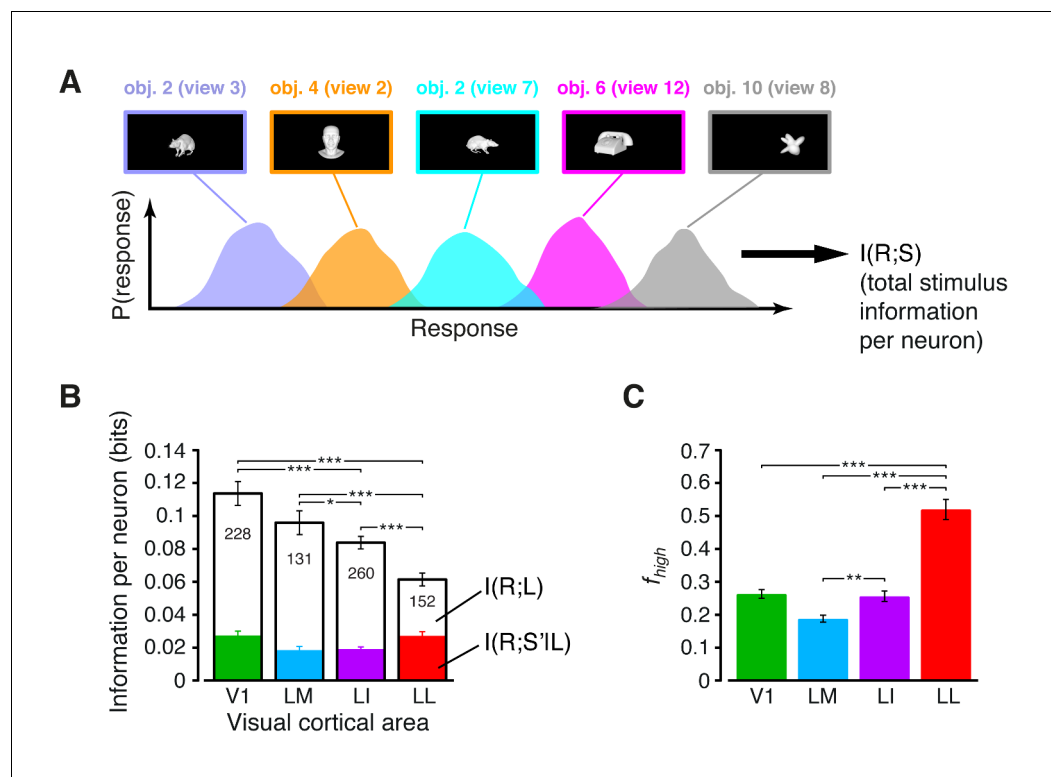 A
obj. 2 (view 3) obj. 4 (view 2) obj. 2 (view 7) obj. 6 (view 12) obj. 10 (view 8)
P(response)
Response
I(R;S)
(total stimulus
information
per neuron)
B
Information per neuron (bits)
0.14
0.12
0.1
0.08
0.06
0.04
0.02
0
***
***
***
*
***
228
131
260
152
I(R;L)
I(R;S'|L)
V1 LM LI LL
Visual cortical area
C
fhigh
0.7
0.6
0.5
0.4
0.3
0.2
0.1
0
***
***
***
**
V1 LM LI LL